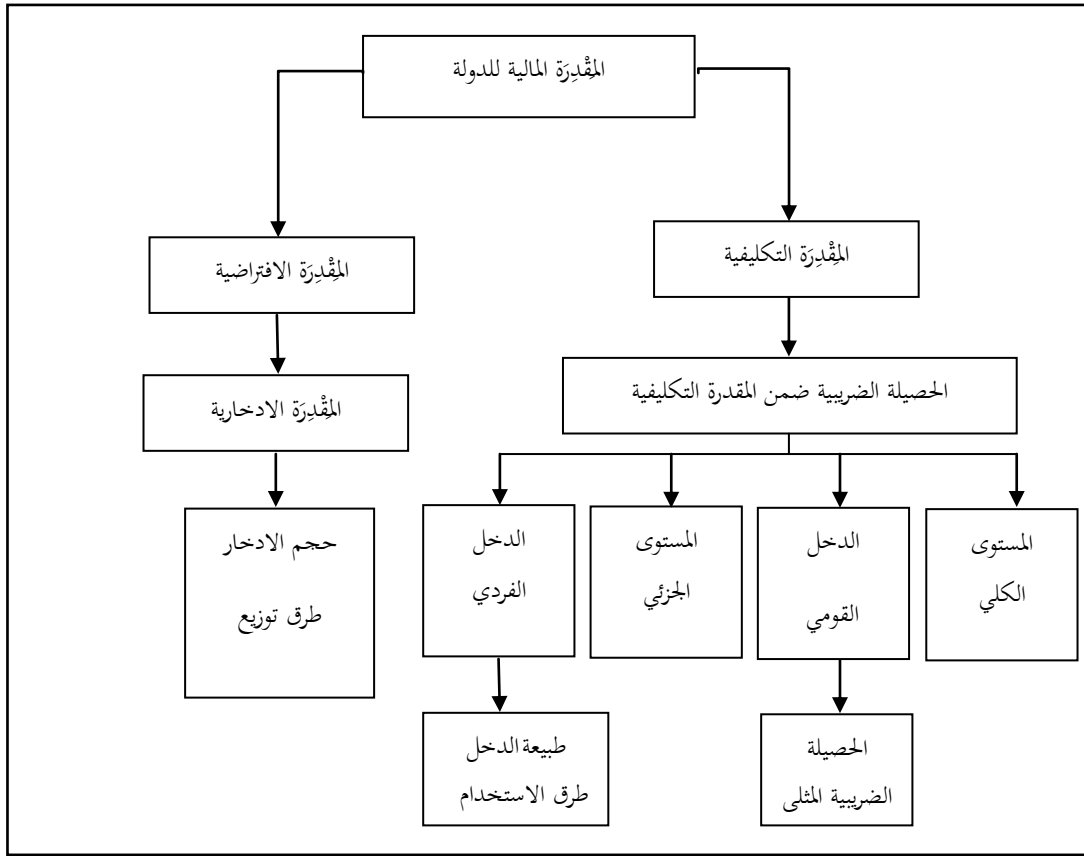 المِقْدِرَة المالية للدولة
المِقْدِرَة التكليفية
المِقْدِرَة الافتراضية
الحصيلة الضريبية ضمن المقدرة التكليفية
المِقْدِرَة الادخارية
المستوى
الكلي
الدخل
القومي
المستوى
الجزئي
الدخل
الفردي
حجم الادخار
طرق توزيع
الحصيلة
الضريبية المثلى
طبيعة الدخل
طرق الاستخدام